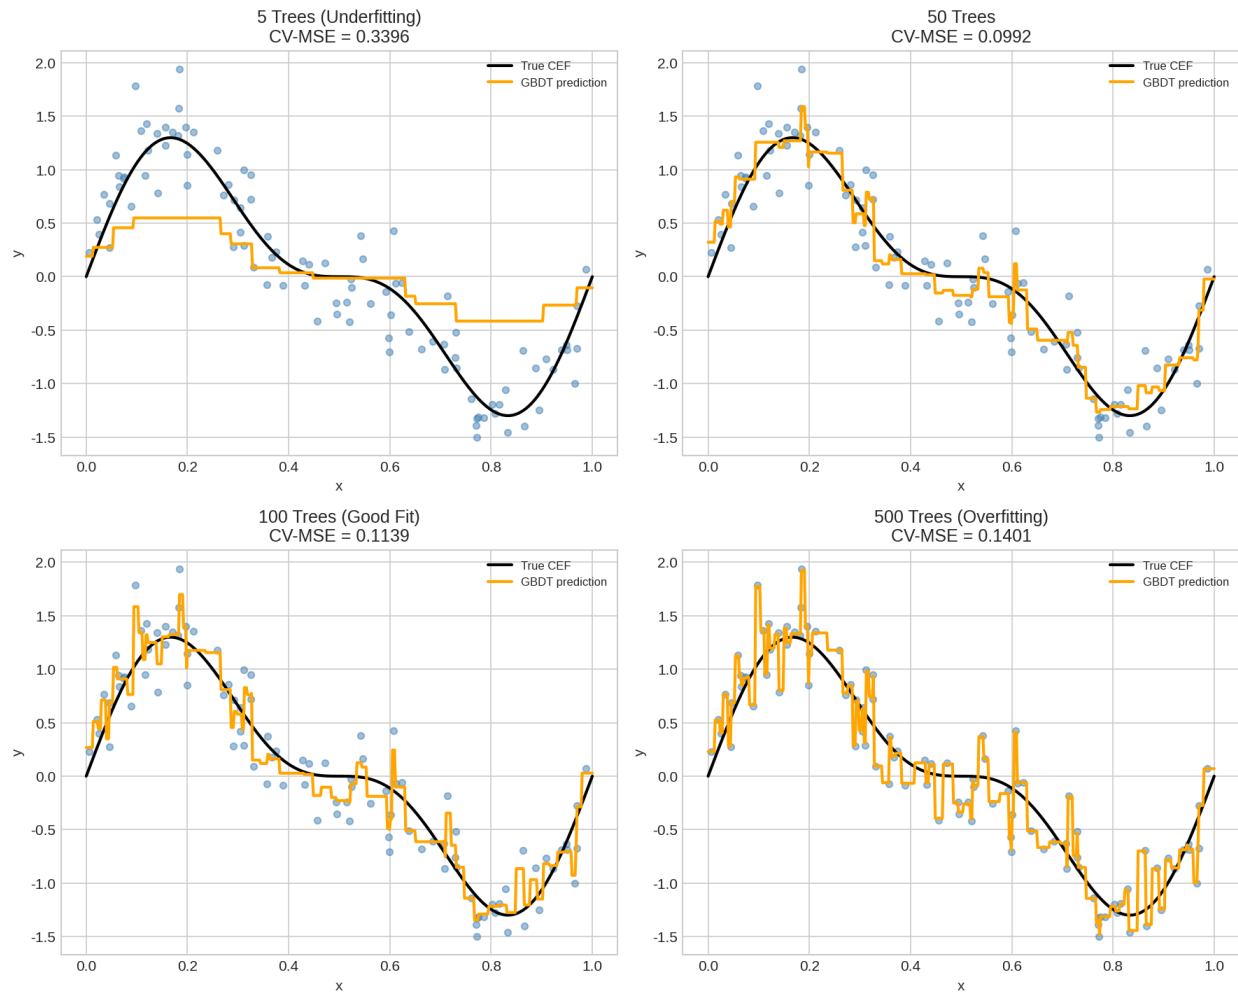 5 Trees (Underfitting)
CV-MSE = 0.3396
True CEF
GBDT prediction
2.0
1.5
1.0
0.5
0.0
-0.5
-1.0
-1.5
y
0.0 0.2 0.4 0.6 0.8 1.0
x
50 Trees
CV-MSE = 0.0992
True CEF
GBDT prediction
2.0
1.5
1.0
0.5
0.0
-0.5
-1.0
-1.5
y
0.0 0.2 0.4 0.6 0.8 1.0
x
100 Trees (Good Fit)
CV-MSE = 0.1139
True CEF
GBDT prediction
2.0
1.5
1.0
0.5
0.0
-0.5
-1.0
-1.5
y
0.0 0.2 0.4 0.6 0.8 1.0
x
500 Trees (Overfitting)
CV-MSE = 0.1401
True CEF
GBDT prediction
2.0
1.5
1.0
0.5
0.0
-0.5
-1.0
-1.5
y
0.0 0.2 0.4 0.6 0.8 1.0
x